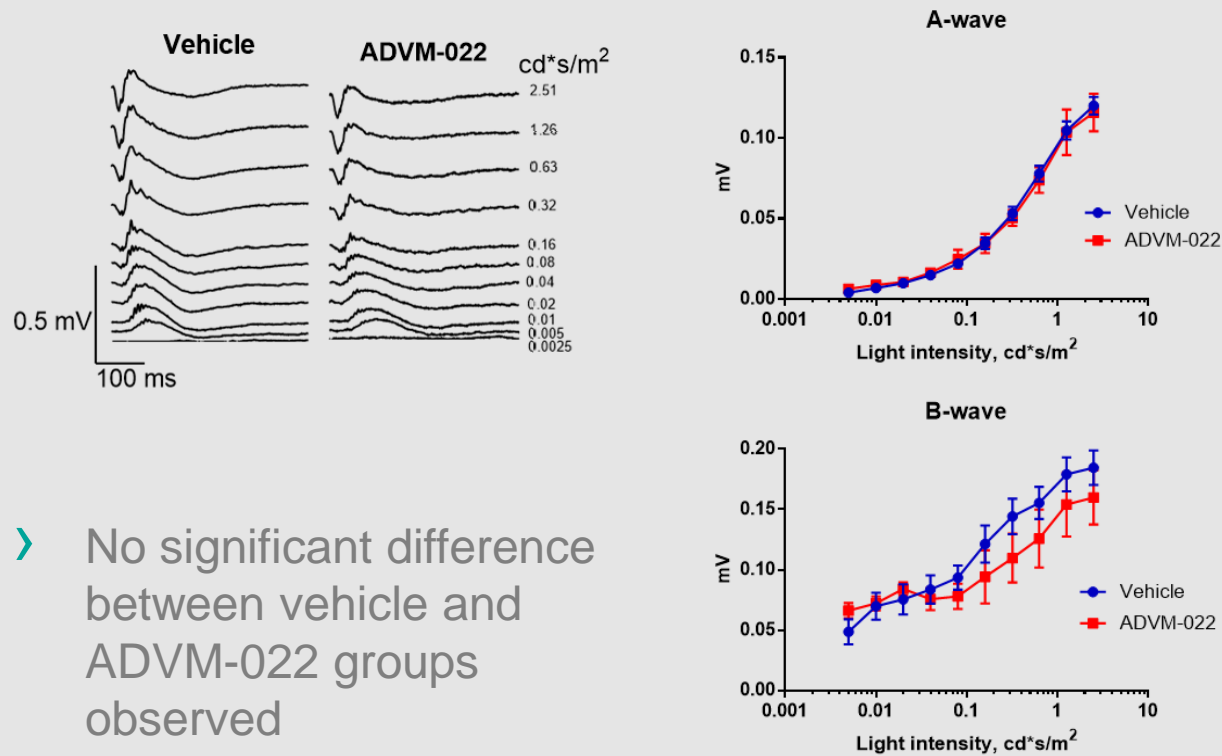 Vehicle
ADVM-022
cd*s/m²
2.51
1.26
0.63
0.32
0.16
0.08
0.04
0.02
0.01
0.005
0.0025
0.5 mV
100 ms
› No significant difference
between vehicle and
ADVM-022 groups
observed
A-wave
0.15
0.10
0.05
0.00
mV
Vehicle
ADVM-022
0.001 0.01 0.1 1 10
Light intensity, cd*s/m²
B-wave
0.20
0.15
0.10
0.05
0.00
mV
Vehicle
ADVM-022
0.001 0.01 0.1 1 10
Light intensity, cd*s/m²